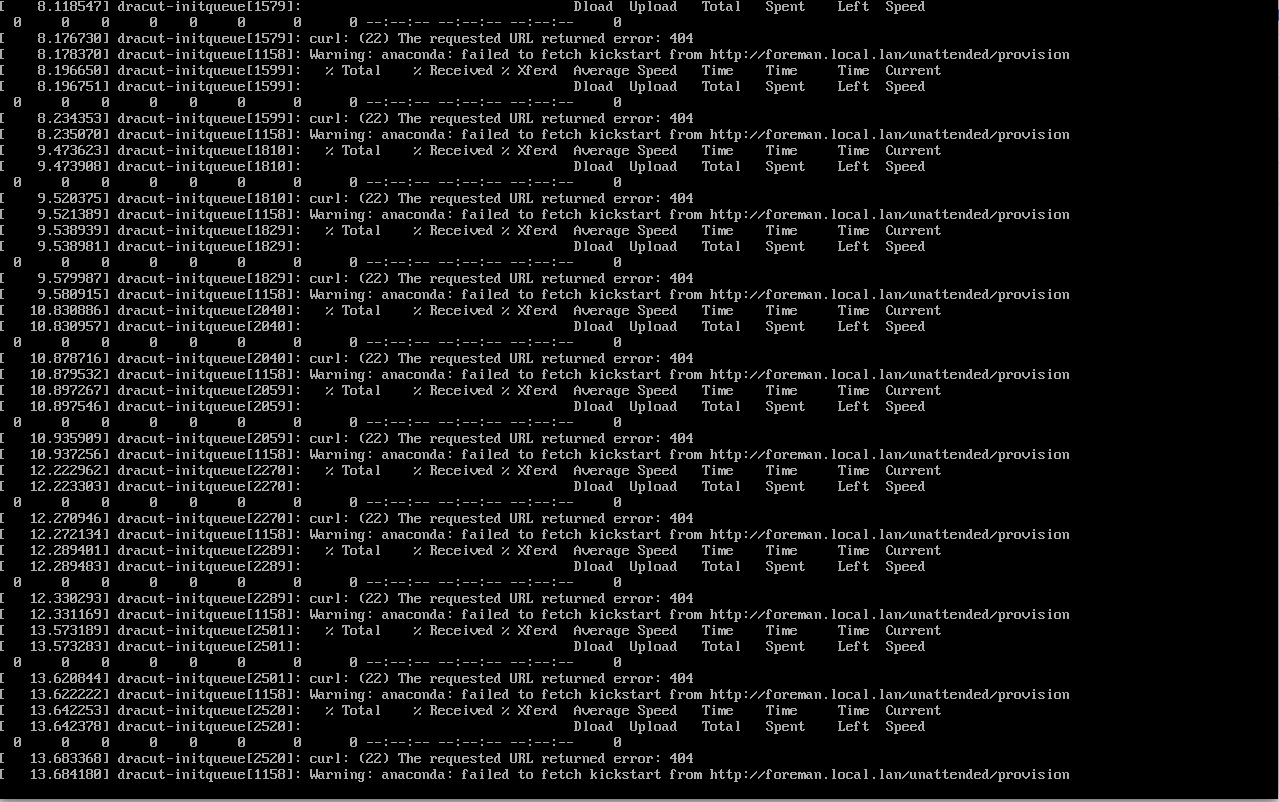 [    8.118547] dracut-initqueue[1579]:                                  Dload  Upload   Total   Spent    Left  Speed
  0     0    0     0    0     0      0      0 --:--:-- --:--:-- --:--:--     0
[    8.176730] dracut-initqueue[1579]: curl: (22) The requested URL returned error: 404
[    8.178370] dracut-initqueue[1158]: Warning: anaconda: failed to fetch kickstart from http://foreman.local.lan/unattended/provision
[    8.196650] dracut-initqueue[1599]:   % Total    % Received % Xferd  Average Speed   Time    Time     Time  Current
[    8.196751] dracut-initqueue[1599]:                                  Dload  Upload   Total   Spent    Left  Speed
  0     0    0     0    0     0      0      0 --:--:-- --:--:-- --:--:--     0
[    8.234353] dracut-initqueue[1599]: curl: (22) The requested URL returned error: 404
[    8.235070] dracut-initqueue[1158]: Warning: anaconda: failed to fetch kickstart from http://foreman.local.lan/unattended/provision
[    9.473623] dracut-initqueue[1810]:   % Total    % Received % Xferd  Average Speed   Time    Time     Time  Current
[    9.473908] dracut-initqueue[1810]:                                  Dload  Upload   Total   Spent    Left  Speed
  0     0    0     0    0     0      0      0 --:--:-- --:--:-- --:--:--     0
[    9.520375] dracut-initqueue[1810]: curl: (22) The requested URL returned error: 404
[    9.521389] dracut-initqueue[1158]: Warning: anaconda: failed to fetch kickstart from http://foreman.local.lan/unattended/provision
[    9.538939] dracut-initqueue[1829]:   % Total    % Received % Xferd  Average Speed   Time    Time     Time  Current
[    9.538981] dracut-initqueue[1829]:                                  Dload  Upload   Total   Spent    Left  Speed
  0     0    0     0    0     0      0      0 --:--:-- --:--:-- --:--:--     0
[    9.579987] dracut-initqueue[1829]: curl: (22) The requested URL returned error: 404
[    9.580915] dracut-initqueue[1158]: Warning: anaconda: failed to fetch kickstart from http://foreman.local.lan/unattended/provision
[   10.830886] dracut-initqueue[2040]:   % Total    % Received % Xferd  Average Speed   Time    Time     Time  Current
[   10.830957] dracut-initqueue[2040]:                                  Dload  Upload   Total   Spent    Left  Speed
  0     0    0     0    0     0      0      0 --:--:-- --:--:-- --:--:--     0
[   10.878716] dracut-initqueue[2040]: curl: (22) The requested URL returned error: 404
[   10.879532] dracut-initqueue[1158]: Warning: anaconda: failed to fetch kickstart from http://foreman.local.lan/unattended/provision
[   10.897267] dracut-initqueue[2059]:   % Total    % Received % Xferd  Average Speed   Time    Time     Time  Current
[   10.897546] dracut-initqueue[2059]:                                  Dload  Upload   Total   Spent    Left  Speed
  0     0    0     0    0     0      0      0 --:--:-- --:--:-- --:--:--     0
[   10.935909] dracut-initqueue[2059]: curl: (22) The requested URL returned error: 404
[   10.937256] dracut-initqueue[1158]: Warning: anaconda: failed to fetch kickstart from http://foreman.local.lan/unattended/provision
[   12.222962] dracut-initqueue[2270]:   % Total    % Received % Xferd  Average Speed   Time    Time     Time  Current
[   12.223303] dracut-initqueue[2270]:                                  Dload  Upload   Total   Spent    Left  Speed
  0     0    0     0    0     0      0      0 --:--:-- --:--:-- --:--:--     0
[   12.270946] dracut-initqueue[2270]: curl: (22) The requested URL returned error: 404
[   12.272134] dracut-initqueue[1158]: Warning: anaconda: failed to fetch kickstart from http://foreman.local.lan/unattended/provision
[   12.289401] dracut-initqueue[2289]:   % Total    % Received % Xferd  Average Speed   Time    Time     Time  Current
[   12.289483] dracut-initqueue[2289]:                                  Dload  Upload   Total   Spent    Left  Speed
  0     0    0     0    0     0      0      0 --:--:-- --:--:-- --:--:--     0
[   12.330293] dracut-initqueue[2289]: curl: (22) The requested URL returned error: 404
[   12.331169] dracut-initqueue[1158]: Warning: anaconda: failed to fetch kickstart from http://foreman.local.lan/unattended/provision
[   13.573189] dracut-initqueue[2501]:   % Total    % Received % Xferd  Average Speed   Time    Time     Time  Current
[   13.573283] dracut-initqueue[2501]:                                  Dload  Upload   Total   Spent    Left  Speed
  0     0    0     0    0     0      0      0 --:--:-- --:--:-- --:--:--     0
[   13.620844] dracut-initqueue[2501]: curl: (22) The requested URL returned error: 404
[   13.622222] dracut-initqueue[1158]: Warning: anaconda: failed to fetch kickstart from http://foreman.local.lan/unattended/provision
[   13.642253] dracut-initqueue[2520]:   % Total    % Received % Xferd  Average Speed   Time    Time     Time  Current
[   13.642378] dracut-initqueue[2520]:                                  Dload  Upload   Total   Spent    Left  Speed
  0     0    0     0    0     0      0      0 --:--:-- --:--:-- --:--:--     0
[   13.683368] dracut-initqueue[2520]: curl: (22) The requested URL returned error: 404
[   13.684180] dracut-initqueue[1158]: Warning: anaconda: failed to fetch kickstart from http://foreman.local.lan/unattended/provision